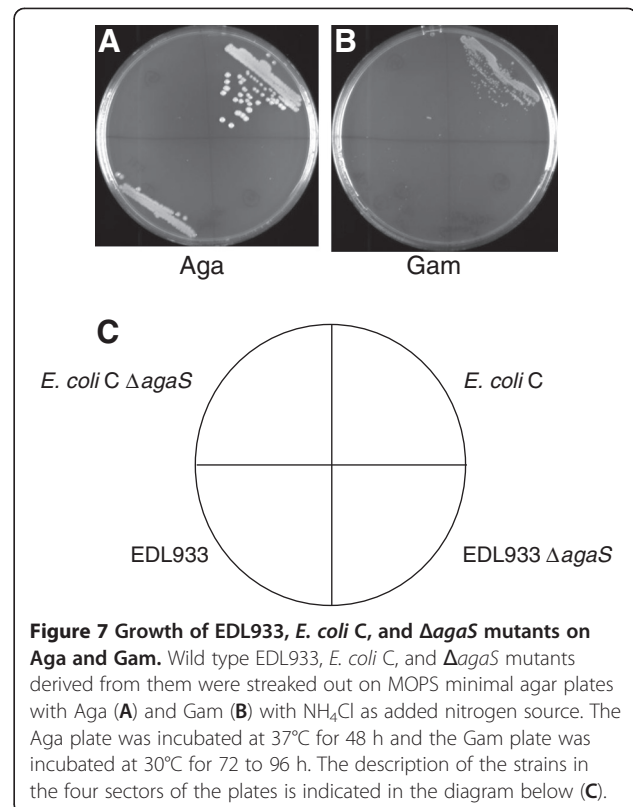 A
B
Aga
Gam
C
E. coli C ΔagaS
E. coli C
EDL933
EDL933 ΔagaS
Figure 7 Growth of EDL933, E. coli C, and ΔagaS mutants on
Aga and Gam. Wild type EDL933, E. coli C, and ΔagaS mutants
derived from them were streaked out on MOPS minimal agar plates
with Aga (A) and Gam (B) with NH₄Cl as added nitrogen source. The
Aga plate was incubated at 37°C for 48 h and the Gam plate was
incubated at 30°C for 72 to 96 h. The description of the strains in
the four sectors of the plates is indicated in the diagram below (C).